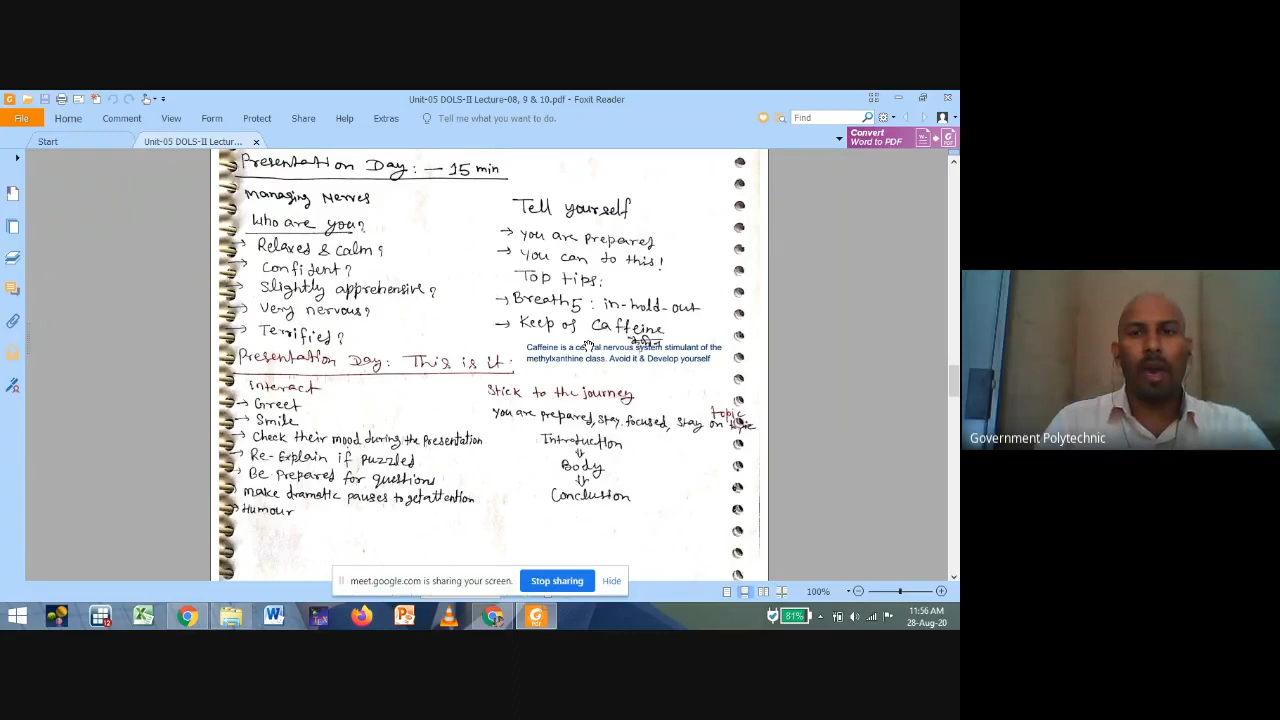 Unit-05 DOLS-II Lecture-08, 9 & 10.pdf - Foxit Reader
File Home Comment View Form Protect Share Help Extras Tell me what you want to do. Find
Start Unit-05 DOLS-II Lectur... Convert Word to PDF
Presentation Day: - 15 min
Managing Nerves
Who are you?
→ Relaxes & calm?
→ Confident?
→ Slightly apprehensive?
→ Very nervous?
→ Terrified?
Tell yourself
→ You are prepared
→ You can to this!
Top tips:
→ Breath5: in-hold-out
→ Keep of Caffeine
Caffeine is a central nervous system stimulant of the
methylxanthine class. Avoid it & Develop yourself
Presentation Day: This is it.
Interact
→ Greet
→ Smile
→ Check their mood during the Presentation
→ Re-Explain if puzzled
→ Be prepared for questions
→ Make dramatic pauses to get attention
→ Humour
Stick to the journey
You are prepared, stay focused, stay on topic
topic
Introduction
⇓
Body
⇓
Conclusion
Government Polytechnic
meet.google.com is sharing your screen. Stop sharing Hide
100%
81% 11:56 AM
28-Aug-20